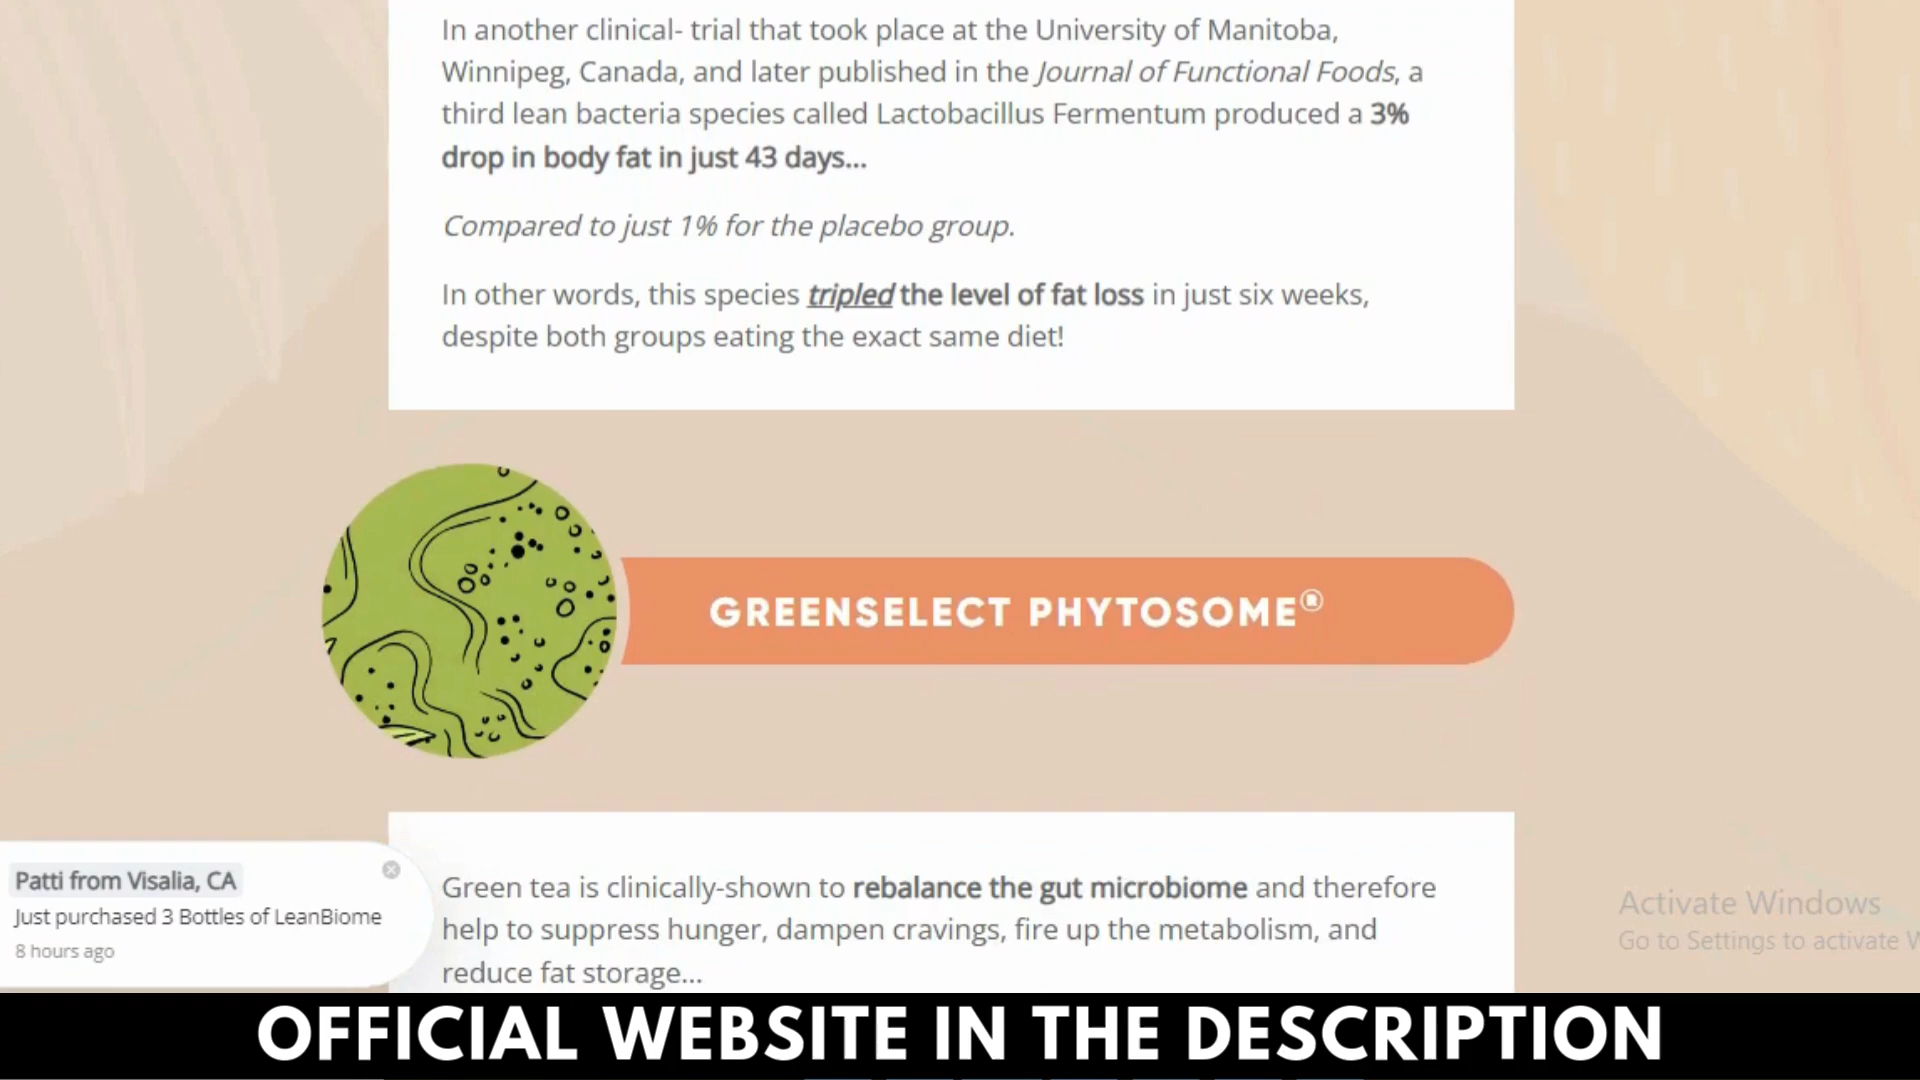 In another clinical- trial that took place at the University of Manitoba,
Winnipeg, Canada, and later published in the Journal of Functional Foods, a
third lean bacteria species called Lactobacillus Fermentum produced a 3%
drop in body fat in just 43 days...
Compared to just 1% for the placebo group.
In other words, this species tripled the level of fat loss in just six weeks,
despite both groups eating the exact same diet!
GREENSELECT PHYTOSOME®
Green tea is clinically-shown to rebalance the gut microbiome and therefore
help to suppress hunger, dampen cravings, fire up the metabolism, and
reduce fat storage...
Patti from Visalia, CA
Just purchased 3 Bottles of LeanBiome
8 hours ago
Activate Windows
Go to Settings to activate W
OFFICIAL WEBSITE IN THE DESCRIPTION